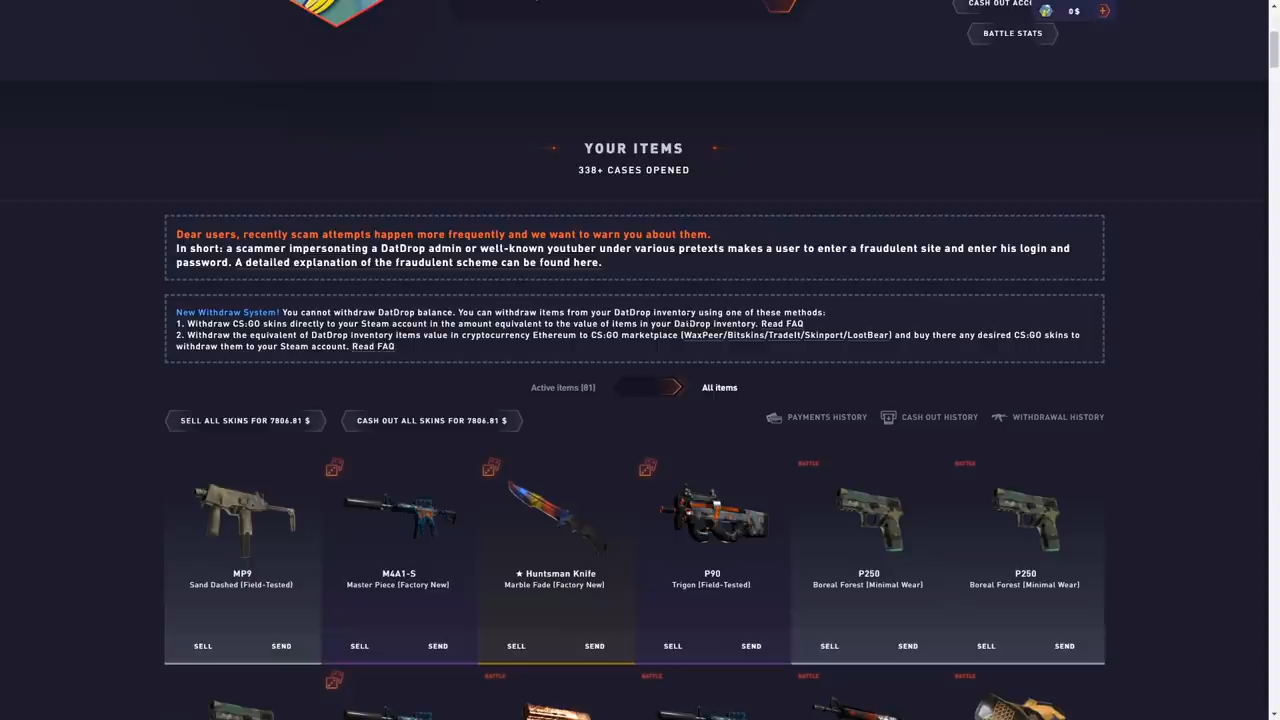 CASH OUT
0 $
BATTLE STATS
YOUR ITEMS
338+ CASES OPENED
Dear users, recently scam attempts happen more frequently and we want to warn you about them.
In short: a scammer impersonating a DatDrop admin or well-known youtuber under various pretexts makes a user to enter a fraudulent site and enter his login and
password. A detailed explanation of the fraudulent scheme can be found here.
New Withdraw System! You cannot withdraw DatDrop balance. You can withdraw items from your DatDrop inventory using one of these methods:
1. Withdraw CS:GO skins directly to your Steam account in the amount equivalent to the value of items in your DatDrop inventory. Read FAQ
2. Withdraw the equivalent of DatDrop inventory items value in cryptocurrency Ethereum to CS:GO marketplace (WaxPeer/Bitskins/TradeIt/Skinport/LootBear) and buy there any desired CS:GO skins to
withdraw them to your Steam account. Read FAQ
Active items (81) All items
SELL ALL SKINS FOR 7806.81 $ CASH OUT ALL SKINS FOR 7806.81 $ PAYMENTS HISTORY CASH OUT HISTORY WITHDRAWAL HISTORY
BATTLE BATTLE
MP9 M4A1-S ★ Huntsman Knife P90 P250 P250
Sand Dashed (Field-Tested) Master Piece (Factory New) Marble Fade (Factory New) Trigon (Field-Tested) Boreal Forest (Minimal Wear) Boreal Forest (Minimal Wear)
SELL SEND SELL SEND SELL SEND SELL SEND SELL SEND SELL SEND
BATTLE BATTLE BATTLE BATTLE